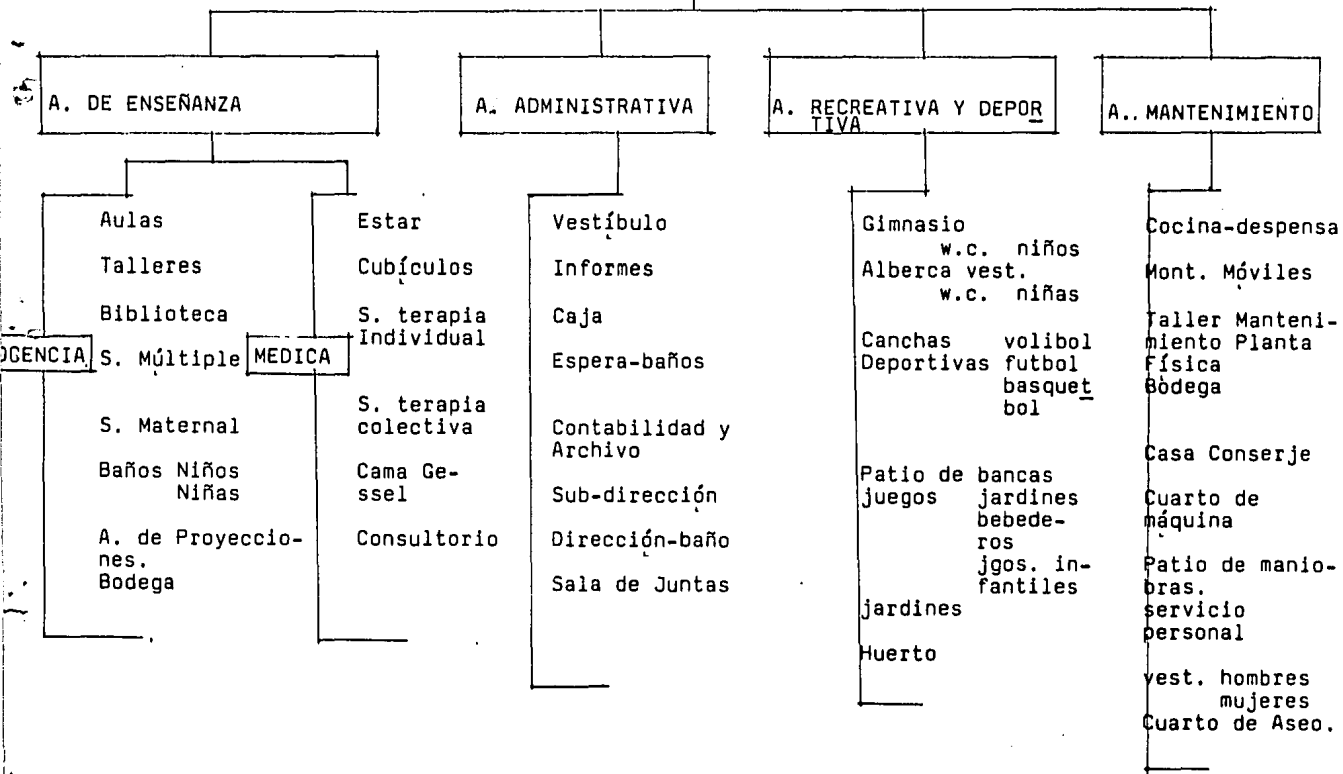 A. DE ENSEÑANZA
A. ADMINISTRATIVA
A. RECREATIVA Y DEPOR
TIVA
A.. MANTENIMIENTO
OCENCIA
Aulas
Talleres
Biblioteca
S. Múltiple
S. Maternal
Baños Niños
Niñas
A. de Proyeccio-
nes.
Bodega
MEDICA
Estar
Cubículos
S. terapia
Individual
S. terapia
colectiva
Cama Ge-
ssel
Consultorio
Vestíbulo
Informes
Caja
Espera-baños
Contabilidad y
Archivo
Sub-dirección
Dirección-baño
Sala de Juntas
Gimnasio
w.c. niños
Alberca vest.
w.c. niñas
Canchas volibol
Deportivas futbol
basquet
bol
Patio de bancas
juegos jardines
bebede-
ros
jgos. in-
fantiles
jardines
Huerto
Cocina-despensa
Mont. Móviles
Taller Manteni-
miento Planta
Física
Bodega
Casa Conserje
Cuarto de
máquina
Patio de manio-
bras.
servicio
personal
vest. hombres
mujeres
Cuarto de Aseo.